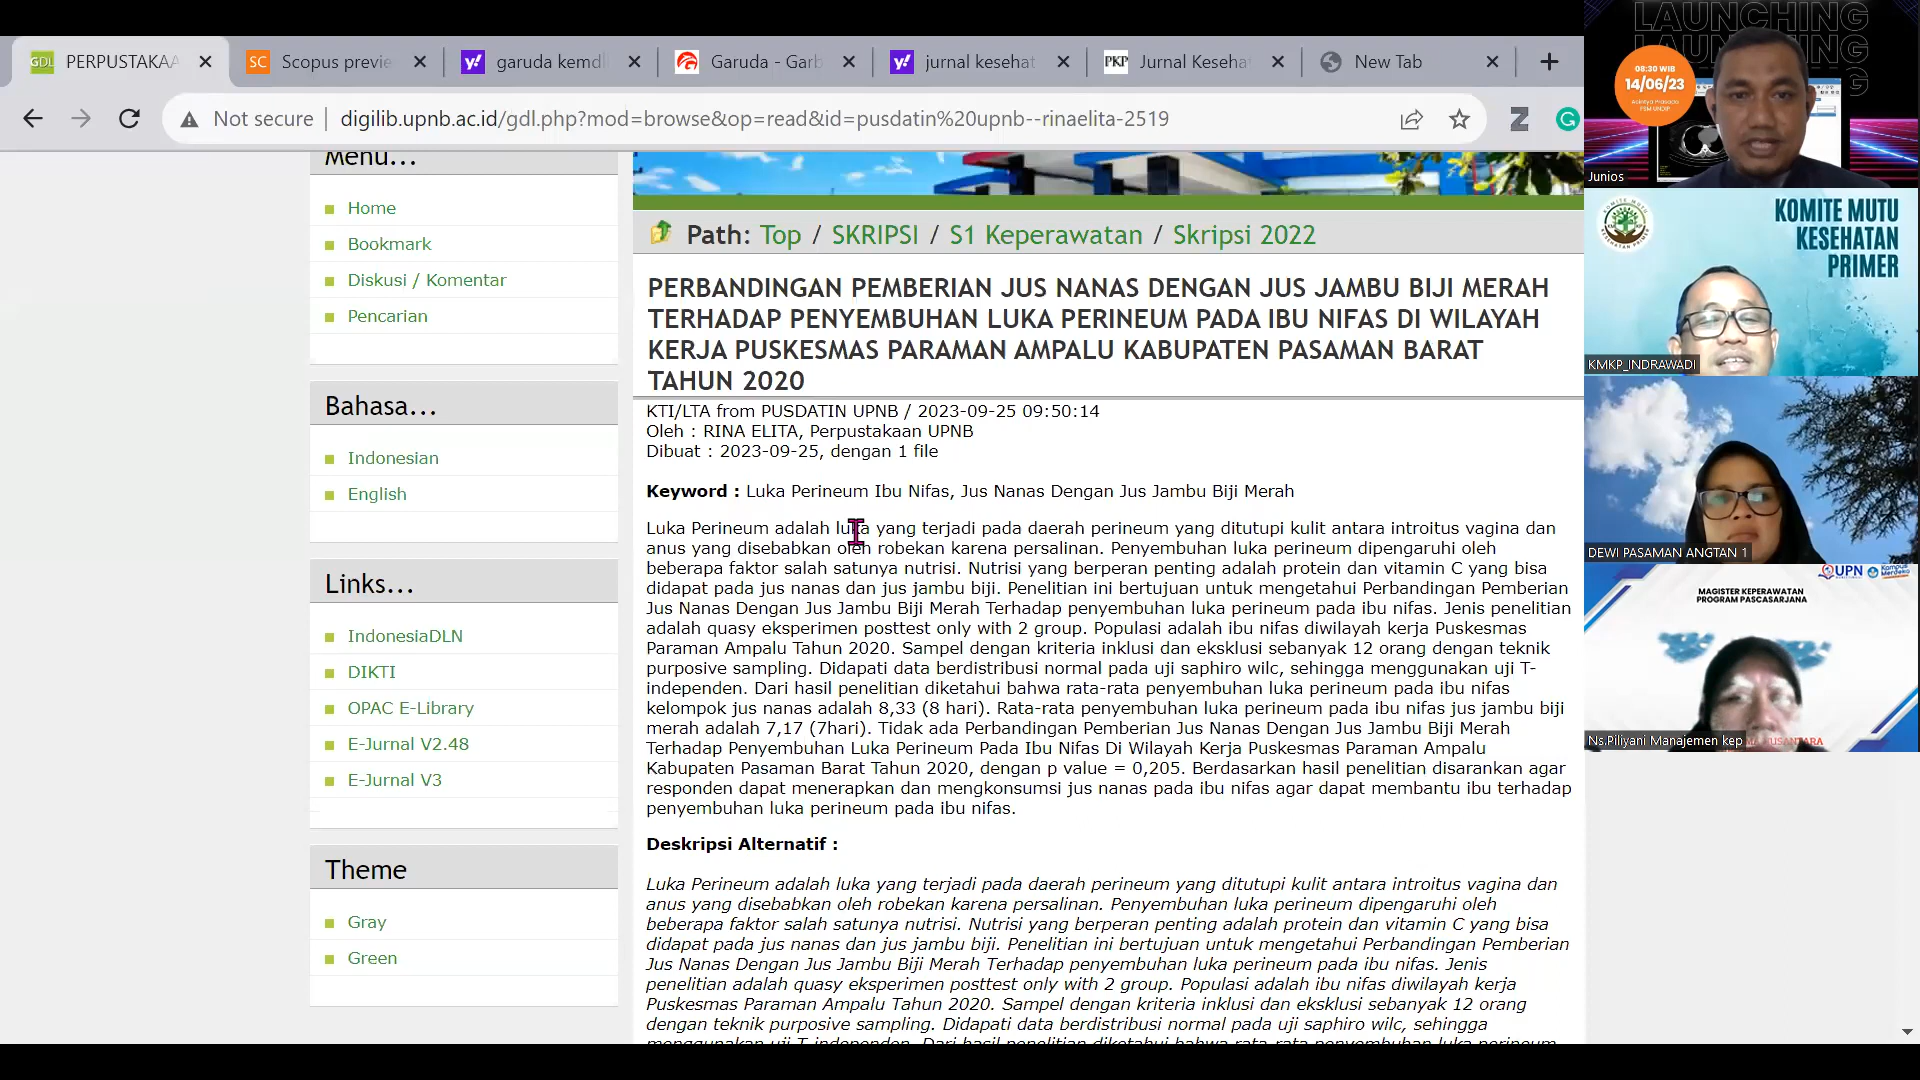 PERPUSTAKAA
Scopus previe
garuda kemdi
Garuda - Garb
jurnal kesehat
PKP
Jurnal Keseha
New Tab
Not secure
digilib.upnb.ac.id/gdl.php?mod=browse&op=read&id=pusdatin%20upnb--rinaelita-2519
Menu...
Home
Bookmark
Diskusi / Komentar
Pencarian
Bahasa...
Indonesian
English
Links...
IndonesiaDLN
DIKTI
OPAC E-Library
E-Jurnal V2.48
E-Jurnal V3
Theme
Gray
Green
Path: Top / SKRIPSI / S1 Keperawatan / Skripsi 2022
PERBANDINGAN PEMBERIAN JUS NANAS DENGAN JUS JAMBU BIJI MERAH
TERHADAP PENYEMBUHAN LUKA PERINEUM PADA IBU NIFAS DI WILAYAH
KERJA PUSKESMAS PARAMAN AMPALU KABUPATEN PASAMAN BARAT
TAHUN 2020
KTI/LTA from PUSDATIN UPNB / 2023-09-25 09:50:14
Oleh : RINA ELITA, Perpustakaan UPNB
Dibuat : 2023-09-25, dengan 1 file
Keyword : Luka Perineum Ibu Nifas, Jus Nanas Dengan Jus Jambu Biji Merah
Luka Perineum adalah luka yang terjadi pada daerah perineum yang ditutupi kulit antara introitus vagina dan
anus yang disebabkan oleh robekan karena persalinan. Penyembuhan luka perineum dipengaruhi oleh
beberapa faktor salah satunya nutrisi. Nutrisi yang berperan penting adalah protein dan vitamin C yang bisa
didapat pada jus nanas dan jus jambu biji. Penelitian ini bertujuan untuk mengetahui Perbandingan Pemberian
Jus Nanas Dengan Jus Jambu Biji Merah Terhadap penyembuhan luka perineum pada ibu nifas. Jenis penelitian
adalah quasy eksperimen posttest only with 2 group. Populasi adalah ibu nifas diwilayah kerja Puskesmas
Paraman Ampalu Tahun 2020. Sampel dengan kriteria inklusi dan eksklusi sebanyak 12 orang dengan teknik
purposive sampling. Didapati data berdistribusi normal pada uji saphiro wilc, sehingga menggunakan uji T-
independen. Dari hasil penelitian diketahui bahwa rata-rata penyembuhan luka perineum pada ibu nifas
kelompok jus nanas adalah 8,33 (8 hari). Rata-rata penyembuhan luka perineum pada ibu nifas jus jambu biji
merah adalah 7,17 (7hari). Tidak ada Perbandingan Pemberian Jus Nanas Dengan Jus Jambu Biji Merah
Terhadap Penyembuhan Luka Perineum Pada Ibu Nifas Di Wilayah Kerja Puskesmas Paraman Ampalu
Kabupaten Pasaman Barat Tahun 2020, dengan p value = 0,205. Berdasarkan hasil penelitian disarankan agar
responden dapat menerapkan dan mengkonsumsi jus nanas pada ibu nifas agar dapat membantu ibu terhadap
penyembuhan luka perineum pada ibu nifas.
Deskripsi Alternatif :
Luka Perineum adalah luka yang terjadi pada daerah perineum yang ditutupi kulit antara introitus vagina dan
anus yang disebabkan oleh robekan karena persalinan. Penyembuhan luka perineum dipengaruhi oleh
beberapa faktor salah satunya nutrisi. Nutrisi yang berperan penting adalah protein dan vitamin C yang bisa
didapat pada jus nanas dan jus jambu biji. Penelitian ini bertujuan untuk mengetahui Perbandingan Pemberian
Jus Nanas Dengan Jus Jambu Biji Merah Terhadap penyembuhan luka perineum pada ibu nifas. Jenis
penelitian adalah quasy eksperimen posttest only with 2 group. Populasi adalah ibu nifas diwilayah kerja
Puskesmas Paraman Ampalu Tahun 2020. Sampel dengan kriteria inklusi dan eksklusi sebanyak 12 orang
dengan teknik purposive sampling. Didapati data berdistribusi normal pada uji saphiro wilc, sehingga
menggunakan uji T-independen. Dari hasil penelitian diketahui bahwa rata-rata penyembuhan luka perineum
LAUNCHING
08:30 WIB
14/06/23
Junios
KOMITE MUTU
KESEHATAN
PRIMER
KMKP_INDRAWADI
DEWI PASAMAN ANGTAN 1
UPN
Kampus
Merdeka
MAGISTER KEPERAWATAN
PROGRAM PASCASARJANA
Ns.Piliyani Manajemen kep